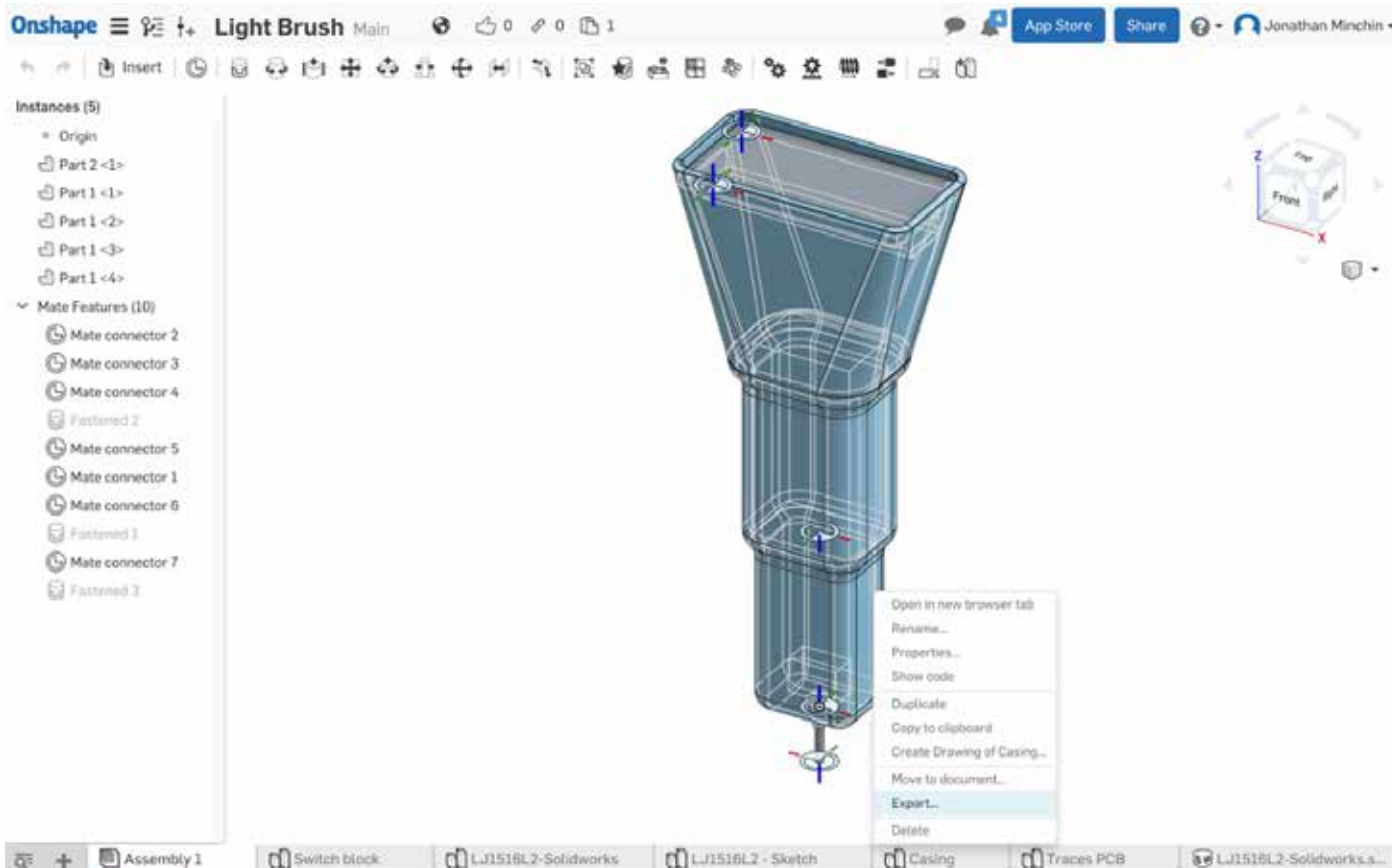 Onshape Light Brush Main 0 0 1 App Store Share Jonathan Minchin
Insert
Instances (5)
Origin
Part 2 <1>
Part 1 <1>
Part 1 <2>
Part 1 <3>
Part 1 <4>
Mate Features (10)
Mate connector 2
Mate connector 3
Mate connector 4
Fastened 2
Mate connector 5
Mate connector 1
Mate connector 6
Fastened 1
Mate connector 7
Fastened 3
Z
Top
Front
Right
X
Open in new browser tab
Rename...
Properties...
Show code
Duplicate
Copy to clipboard
Create Drawing of Casing...
Move to document...
Export...
Delete
Assembly 1 Switch block LJ1516L2-Solidworks LJ1516L2 - Sketch Casing Traces PCB LJ1516L2-Solidworks.s...